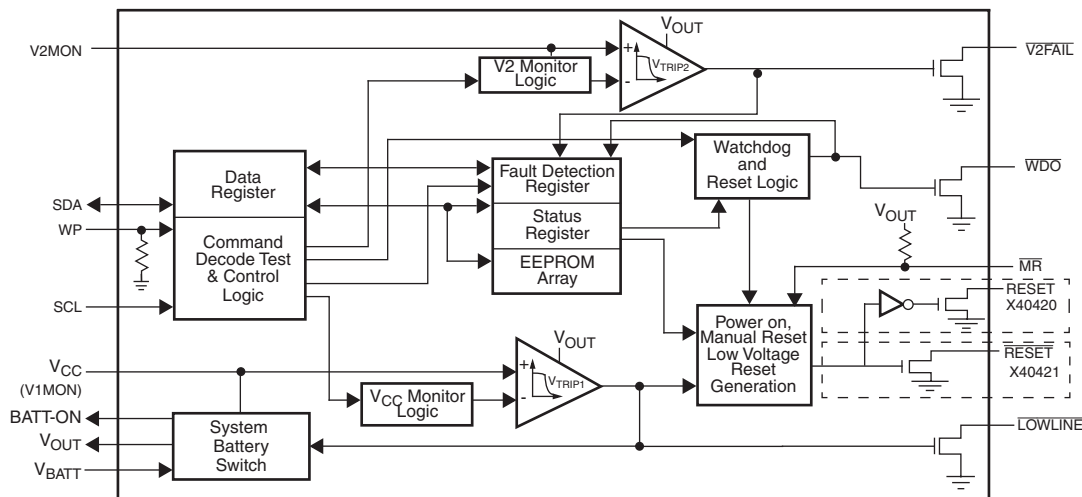 V2MON
V2 Monitor
Logic
+
-
VTRIP2
VOUT
V2FAIL
Data
Register
Command
Decode Test
& Control
Logic
SDA
WP
SCL
Fault Detection
Register
Status
Register
EEPROM
Array
Watchdog
and
Reset Logic
WDO
VOUT
MR
RESET
X40420
RESET
X40421
Power on,
Manual Reset
Low Voltage
Reset
Generation
VCC
(V1MON)
BATT-ON
VOUT
VBATT
System
Battery
Switch
VCC Monitor
Logic
+
-
VTRIP1
VOUT
LOWLINE